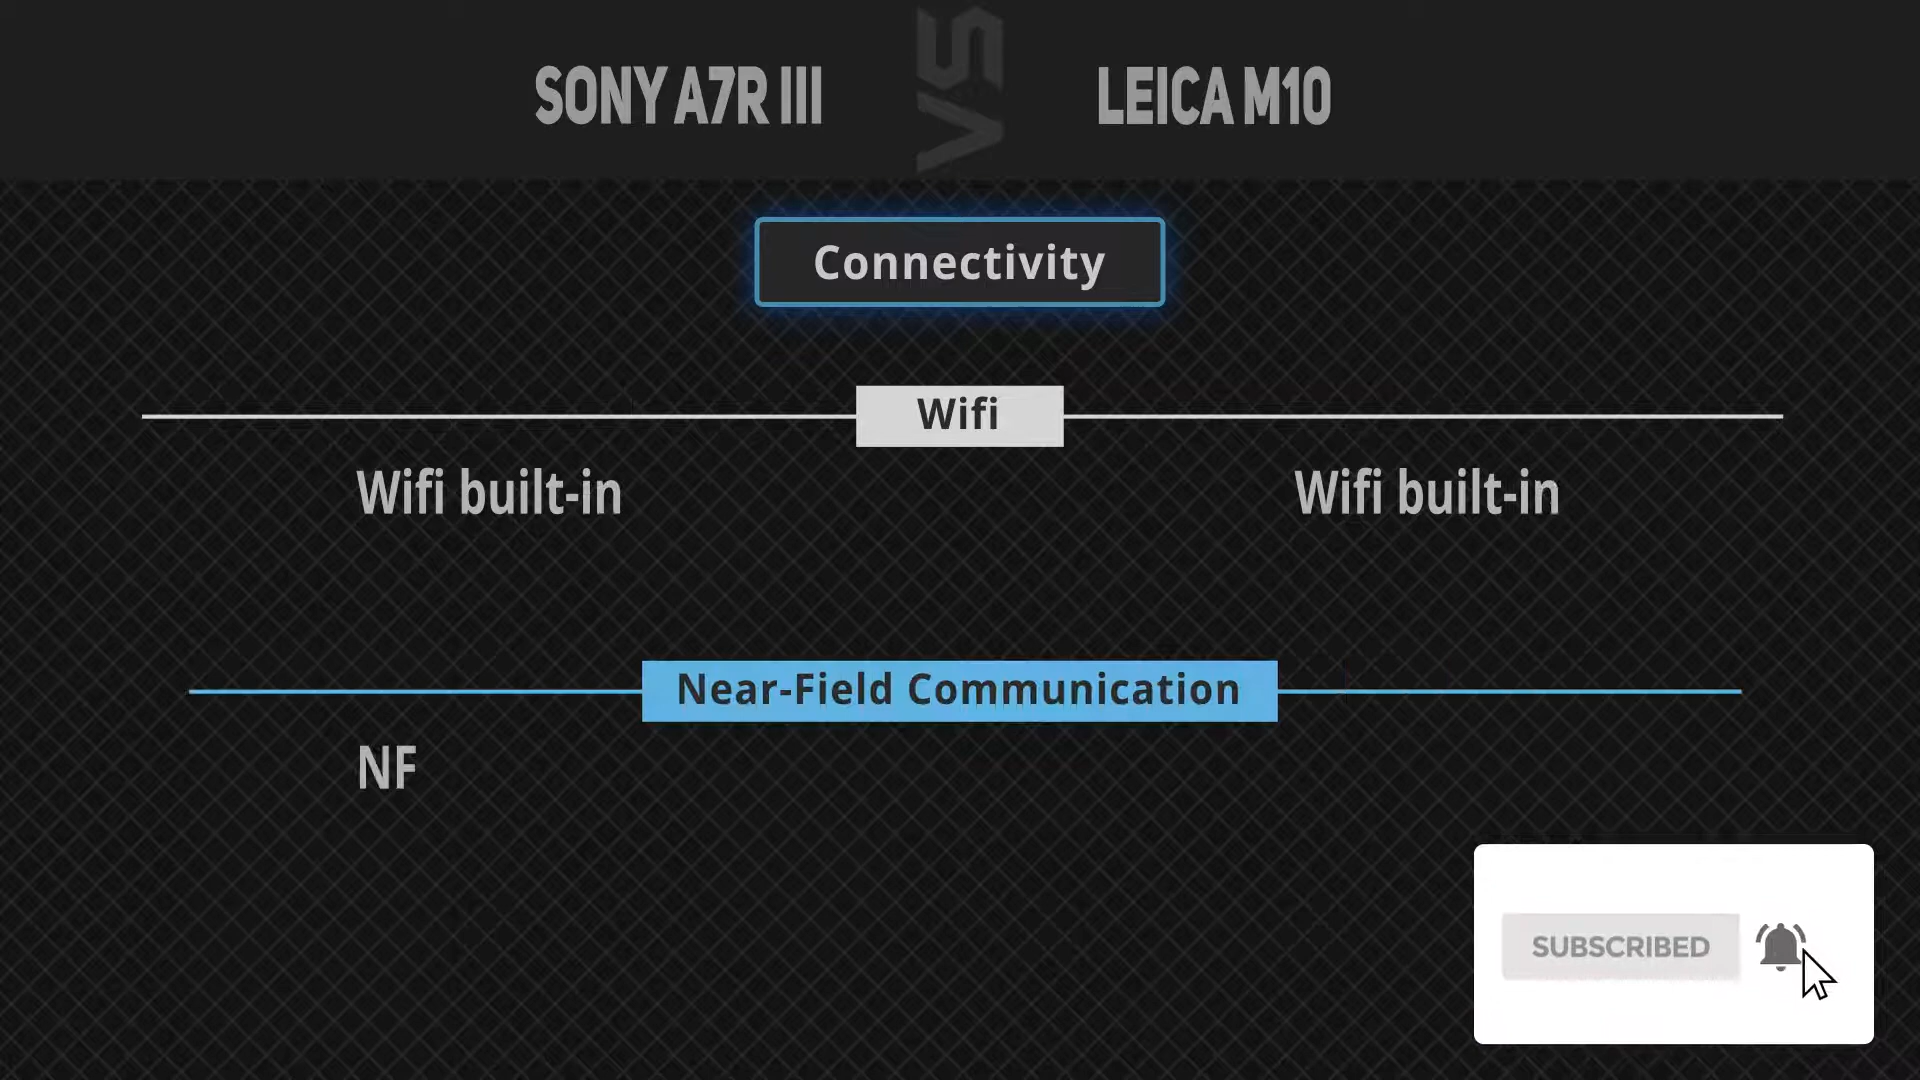 SONY A7R III
VS
LEICA M10
Connectivity
Wifi
Wifi built-in
Wifi built-in
Near-Field Communication
NF
SUBSCRIBED